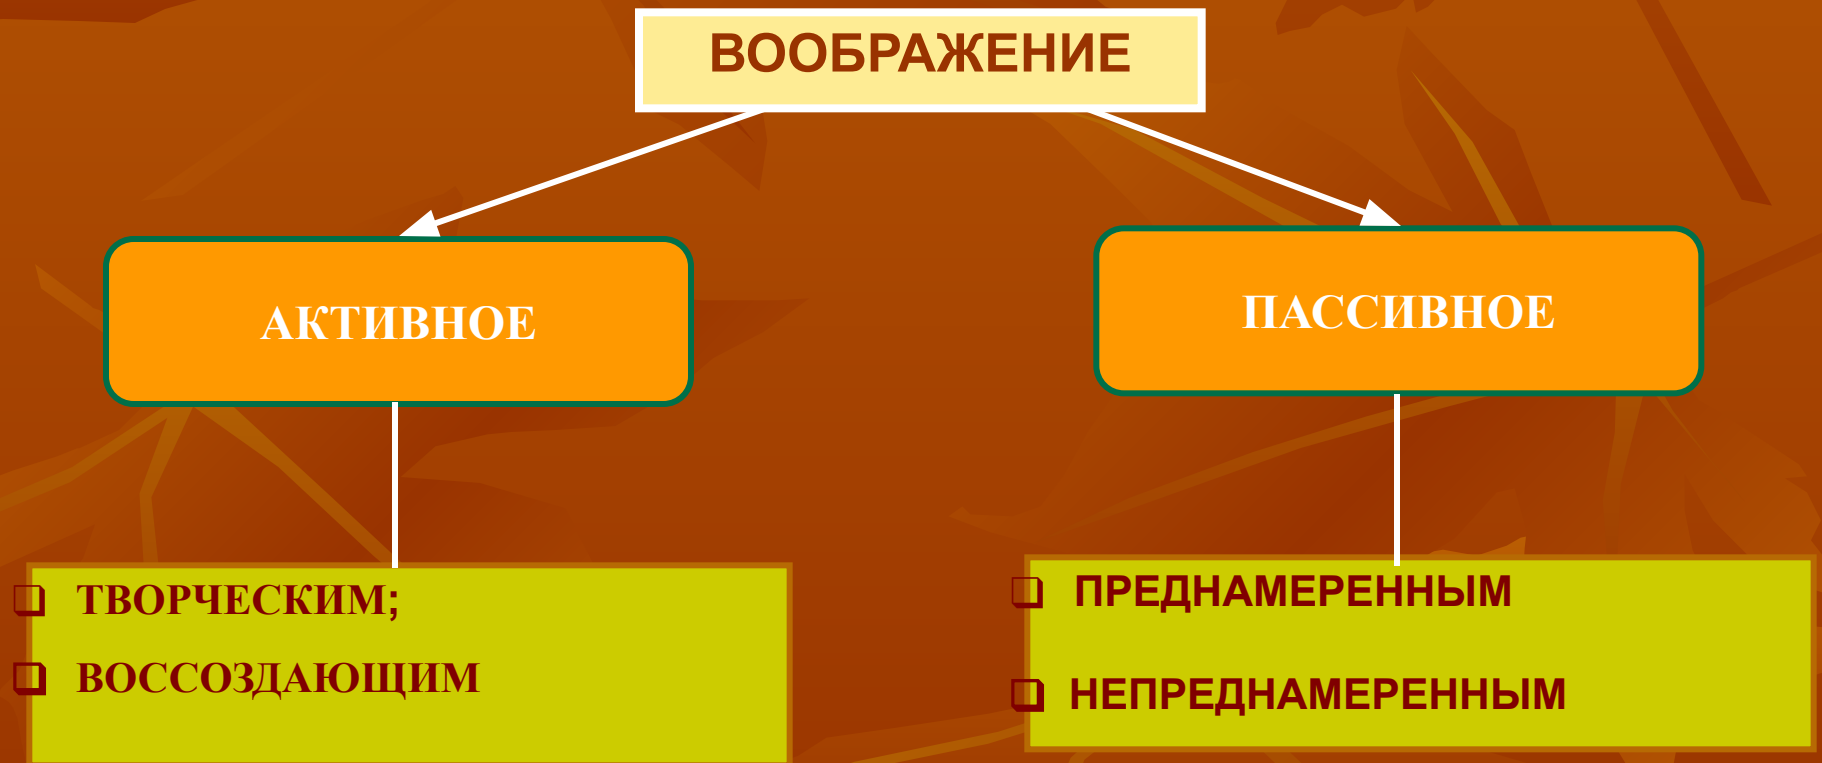 ВООБРАЖЕНИЕ
АКТИВНОЕ
ПАССИВНОЕ
ТВОРЧЕСКИМ;
ВОССОЗДАЮЩИМ
ПРЕДНАМЕРЕННЫМ
НЕПРЕДНАМЕРЕННЫМ